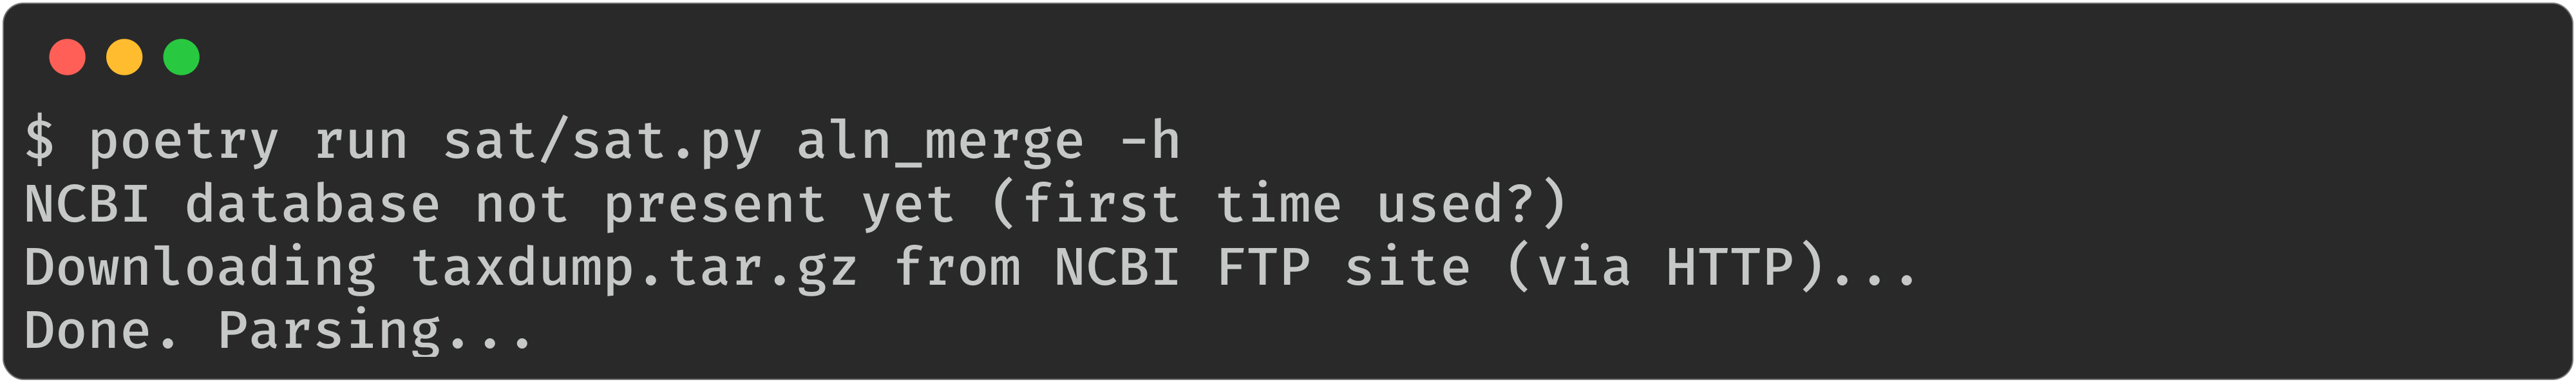 $ poetry run sat/sat.py aln_merge -h
NCBI database not present yet (first time used?)
Downloading taxdump.tar.gz from NCBI FTP site (via HTTP)...
Done. Parsing...